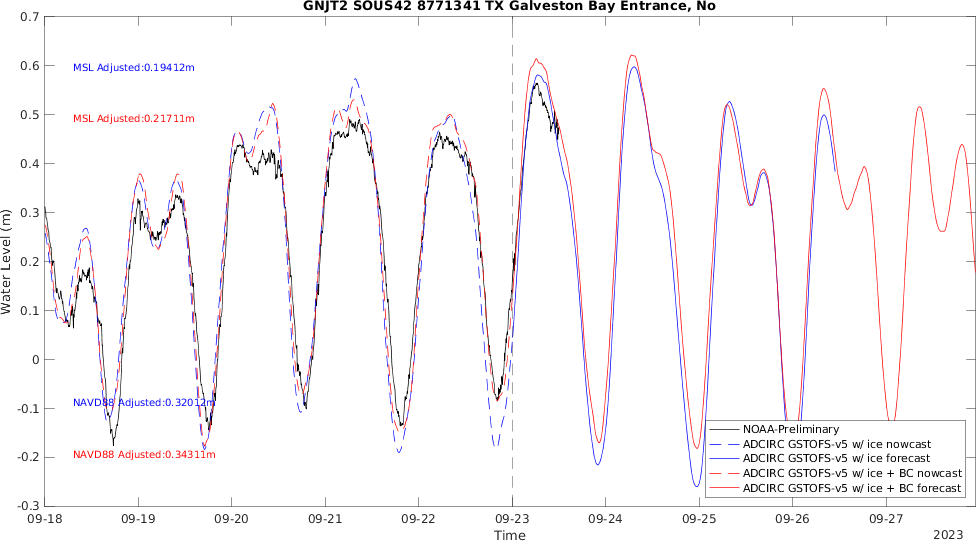 GNJT2 SOUS42 8771341 TX Galveston Bay Entrance, No
0.7
0.6
0.5
0.4
0.3
0.2
0.1
0
-0.1
-0.2
-0.3
Water Level (m)
MSL Adjusted:0.19412m
MSL Adjusted:0.21711m
NAVD88 Adjusted:0.32012m
NAVD88 Adjusted:0.34311m
NOAA-Preliminary
ADCIRC GSTOFS-v5 w/ ice nowcast
ADCIRC GSTOFS-v5 w/ ice forecast
ADCIRC GSTOFS-v5 w/ ice + BC nowcast
ADCIRC GSTOFS-v5 w/ ice + BC forecast
09-18 09-19 09-20 09-21 09-22 09-23 09-24 09-25 09-26 09-27
Time
2023